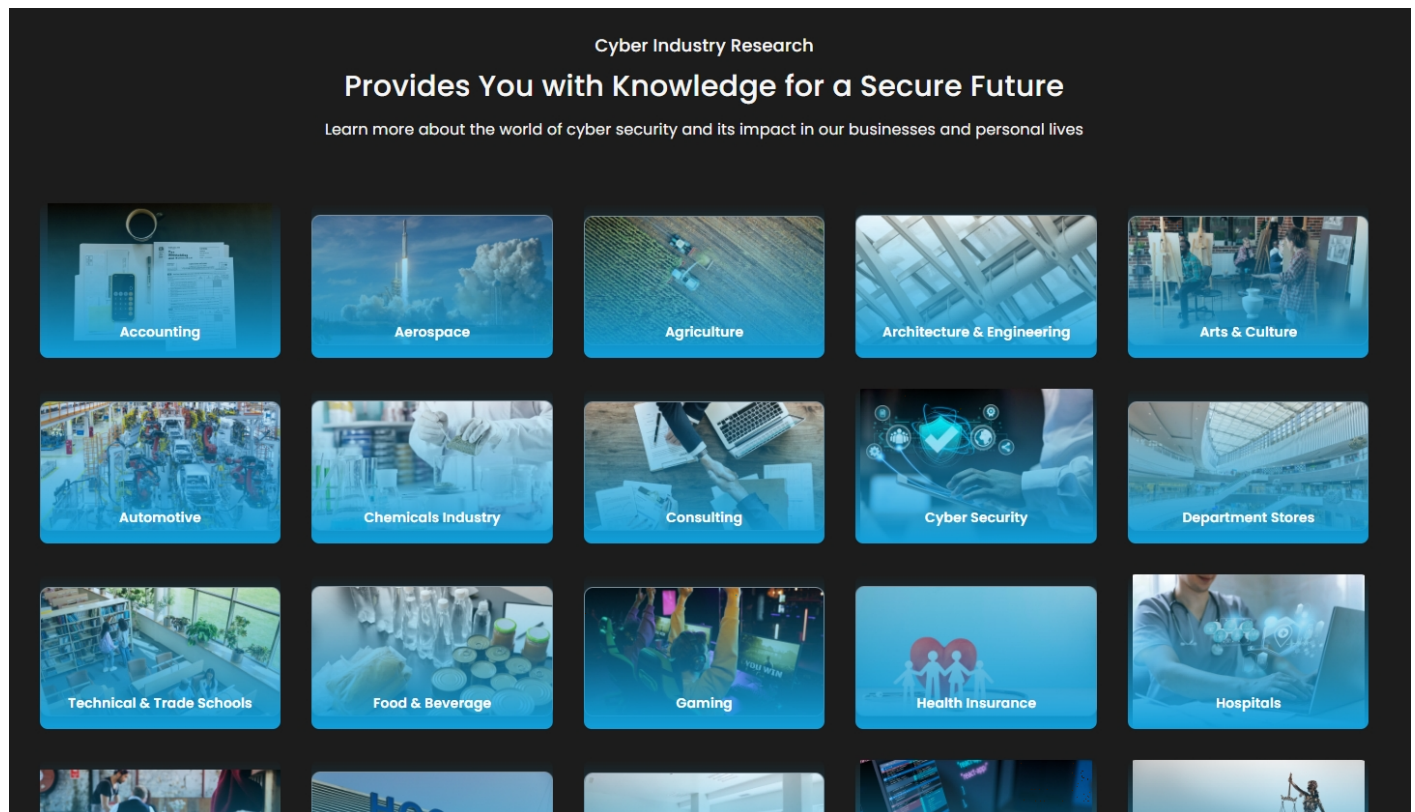 Cyber Industry Research
Provides You with Knowledge for a Secure Future
Learn more about the world of cyber security and its impact in our businesses and personal lives
Accounting
Aerospace
Agriculture
Architecture & Engineering
Arts & Culture
Automotive
Chemicals Industry
Consulting
Cyber Security
Department Stores
YOU WIN
Technical & Trade Schools
Food & Beverage
Gaming
Health Insurance
Hospitals